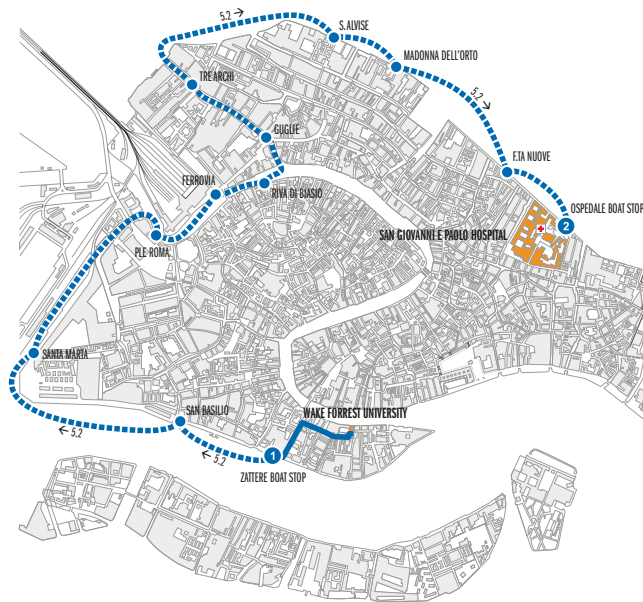 S. ALVISE
5.2
MADONNA DELL'ORTO
TRE ARCHI
5.2 →
GUGLIE
F.TA NUOVE
FERROVIA
RIVA DI BIASIO
OSPEDALE BOAT STOP
2
SAN GIOVANNI E PAOLO HOSPITAL
PLE ROMA
SANTA MARTA
WAKE FORREST UNIVERSITY
SAN BASILIO
← 5.2
← 5.2
1
ZATTERE BOAT STOP